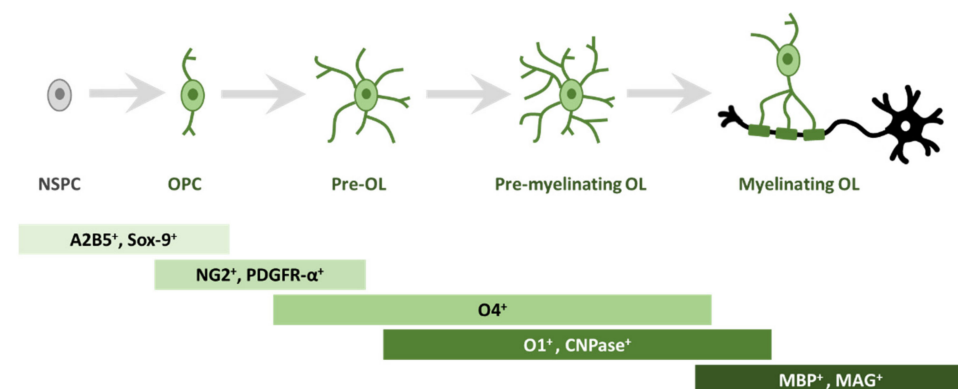 NSPC OPC Pre-OL Pre-myelinating OL Myelinating OL
A2B5⁺, Sox-9⁺
NG2⁺, PDGFR-α⁺
O4⁺
O1⁺ , CNPase⁺
MBP⁺, MAG⁺